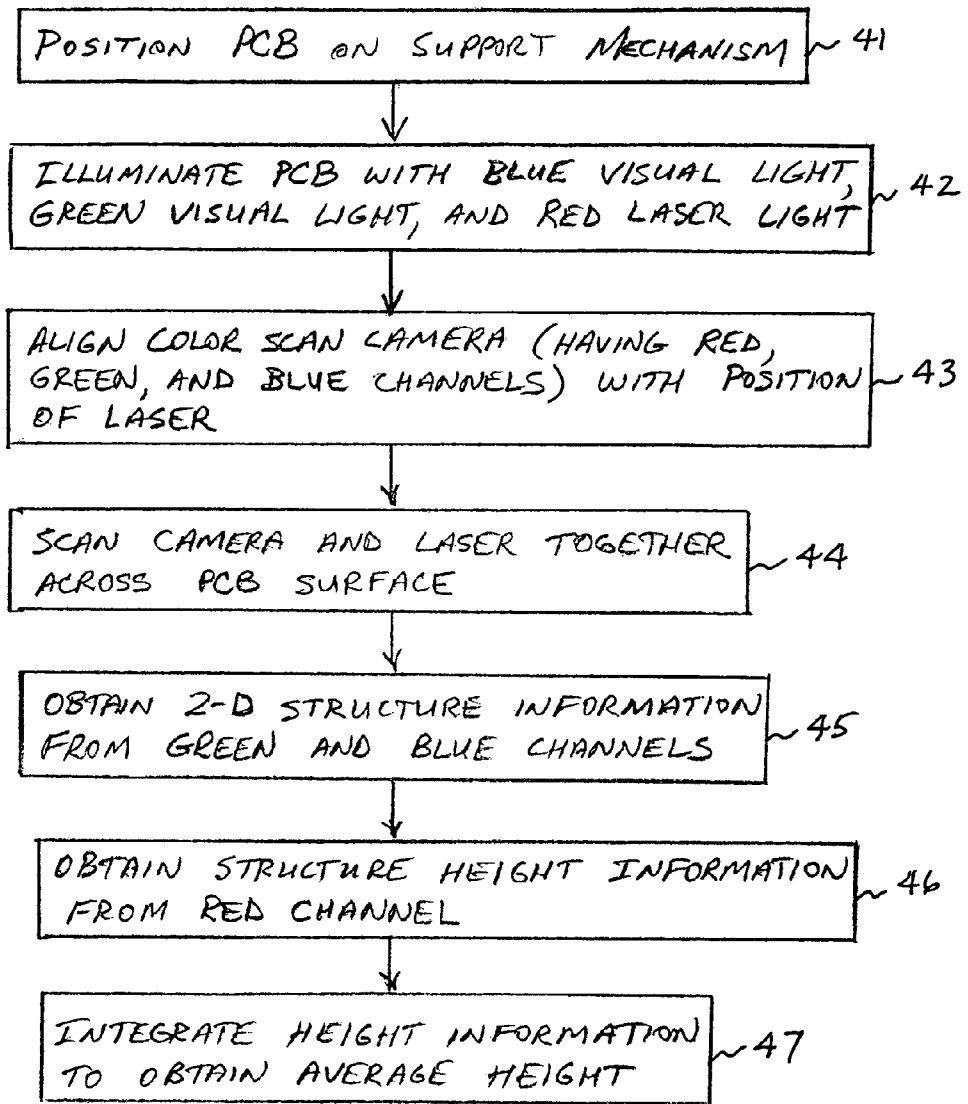 POSITION PCB ON SUPPORT MECHANISM 41
ILLUMINATE PCB WITH BLUE VISUAL LIGHT,
GREEN VISUAL LIGHT, AND RED LASER LIGHT 42
ALIGN COLOR SCAN CAMERA (HAVING RED,
GREEN, AND BLUE CHANNELS) WITH POSITION 43
OF LASER
SCAN CAMERA AND LASER TOGETHER 44
ACROSS PCB SURFACE
OBTAIN 2-D STRUCTURE INFORMATION
FROM GREEN AND BLUE CHANNELS 45
OBTAIN STRUCTURE HEIGHT INFORMATION 46
FROM RED CHANNEL
INTEGRATE HEIGHT INFORMATION 47
TO OBTAIN AVERAGE HEIGHT